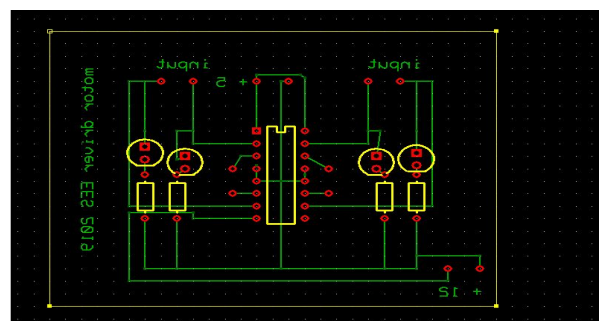 input
input
+ 5
motor driver EES 2019
+ 12